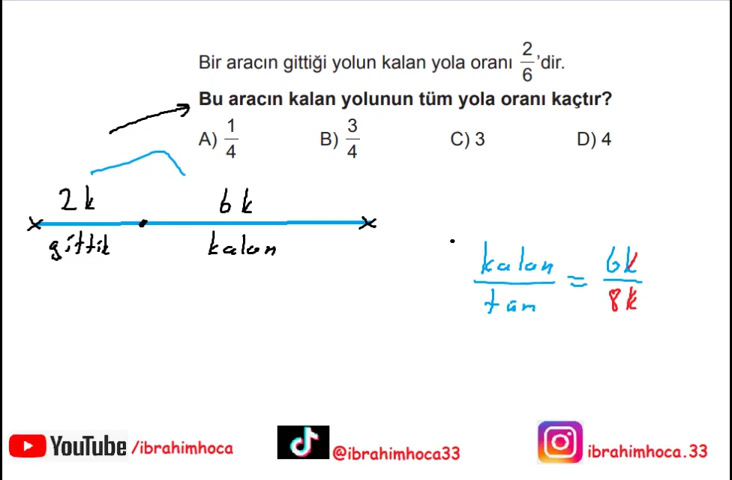 Bir aracın gittiği yolun kalan yola oranı 2/6'dir.
Bu aracın kalan yolunun tüm yola oranı kaçtır?
A) 1/4 B) 3/4 C) 3 D) 4
2k 6k
gittik kalan
kalan/tam = 6k/8k
YouTube /ibrahimhoca @ibrahimhoca33 ibrahimhoca.33